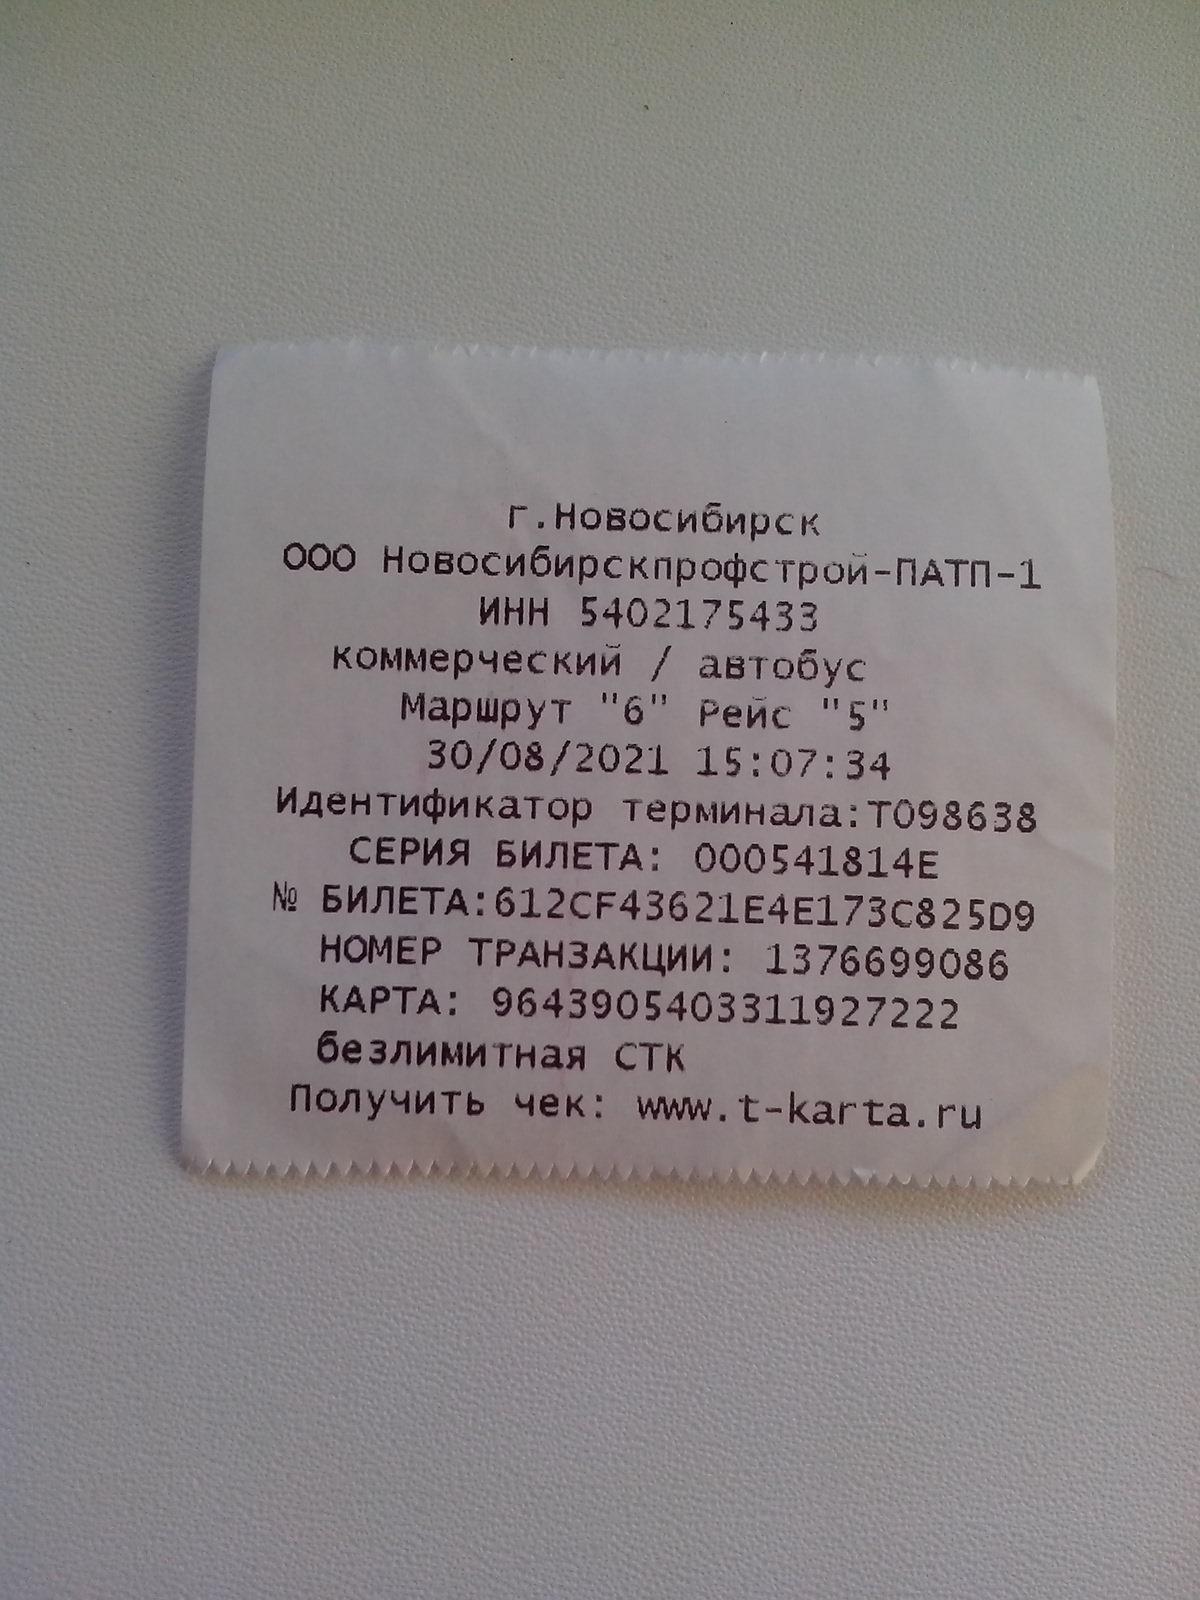 г.Новосибирск
ООО Новосибирскпрофстрой-ПАТП-1
ИНН 5402175433
коммерческий / автобус
Маршрут "6" Рейс "5"
30/08/2021 15:07:34
Идентификатор терминала:T098638
СЕРИЯ БИЛЕТА: 000541814E
№ БИЛЕТА:612CF43621E4E173C825D9
НОМЕР ТРАНЗАКЦИИ: 1376699086
КАРТА: 9643905403311927222
безлимитная СТК
Получить чек: www.t-karta.ru